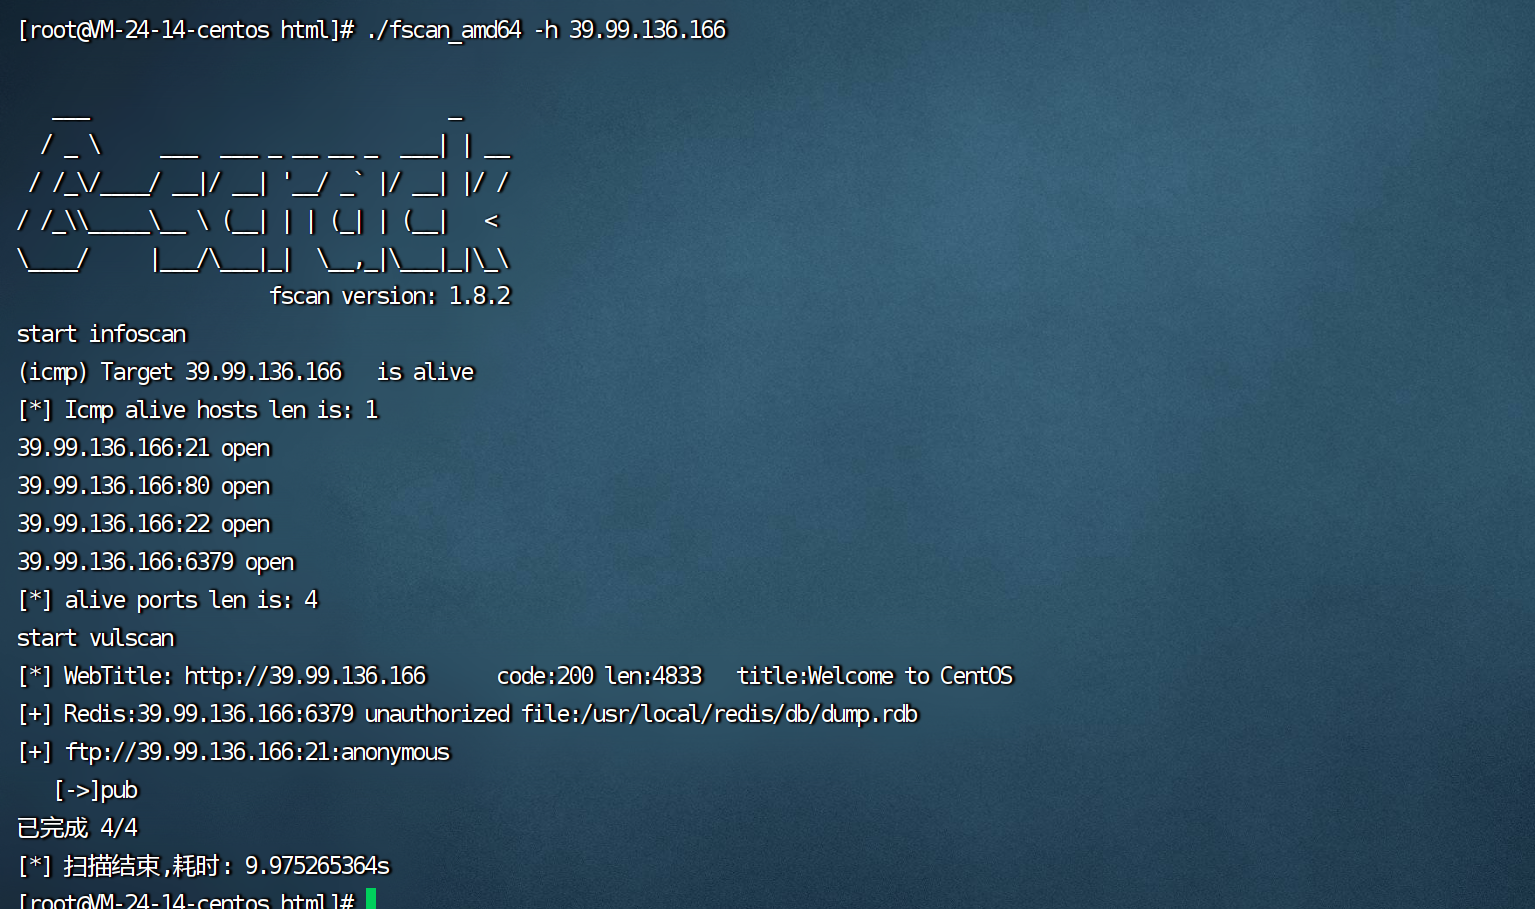 [root@VM-24-14-centos html]# ./fscan_amd64 -h 39.99.136.166
   ___                              _
  / _ \     ___  ___ _ __ __ _  ___| | __
 / /_\/____/ __|/ __| '__/ _` |/ __| |/ /
/ /_\\_____\__ \ (__| | | (_| | (__|   <
\____/     |___/\___|_|  \__,_|\___|_|\_\
                     fscan version: 1.8.2
start infoscan
(icmp) Target 39.99.136.166   is alive
[*] Icmp alive hosts len is: 1
39.99.136.166:21 open
39.99.136.166:80 open
39.99.136.166:22 open
39.99.136.166:6379 open
[*] alive ports len is: 4
start vulscan
[*] WebTitle: http://39.99.136.166      code:200 len:4833   title:Welcome to CentOS
[+] Redis:39.99.136.166:6379 unauthorized file:/usr/local/redis/db/dump.rdb
[+] ftp://39.99.136.166:21:anonymous
   [->]pub
已完成 4/4
[*] 扫描结束,耗时: 9.975265364s
[root@VM-24-14-centos html]#